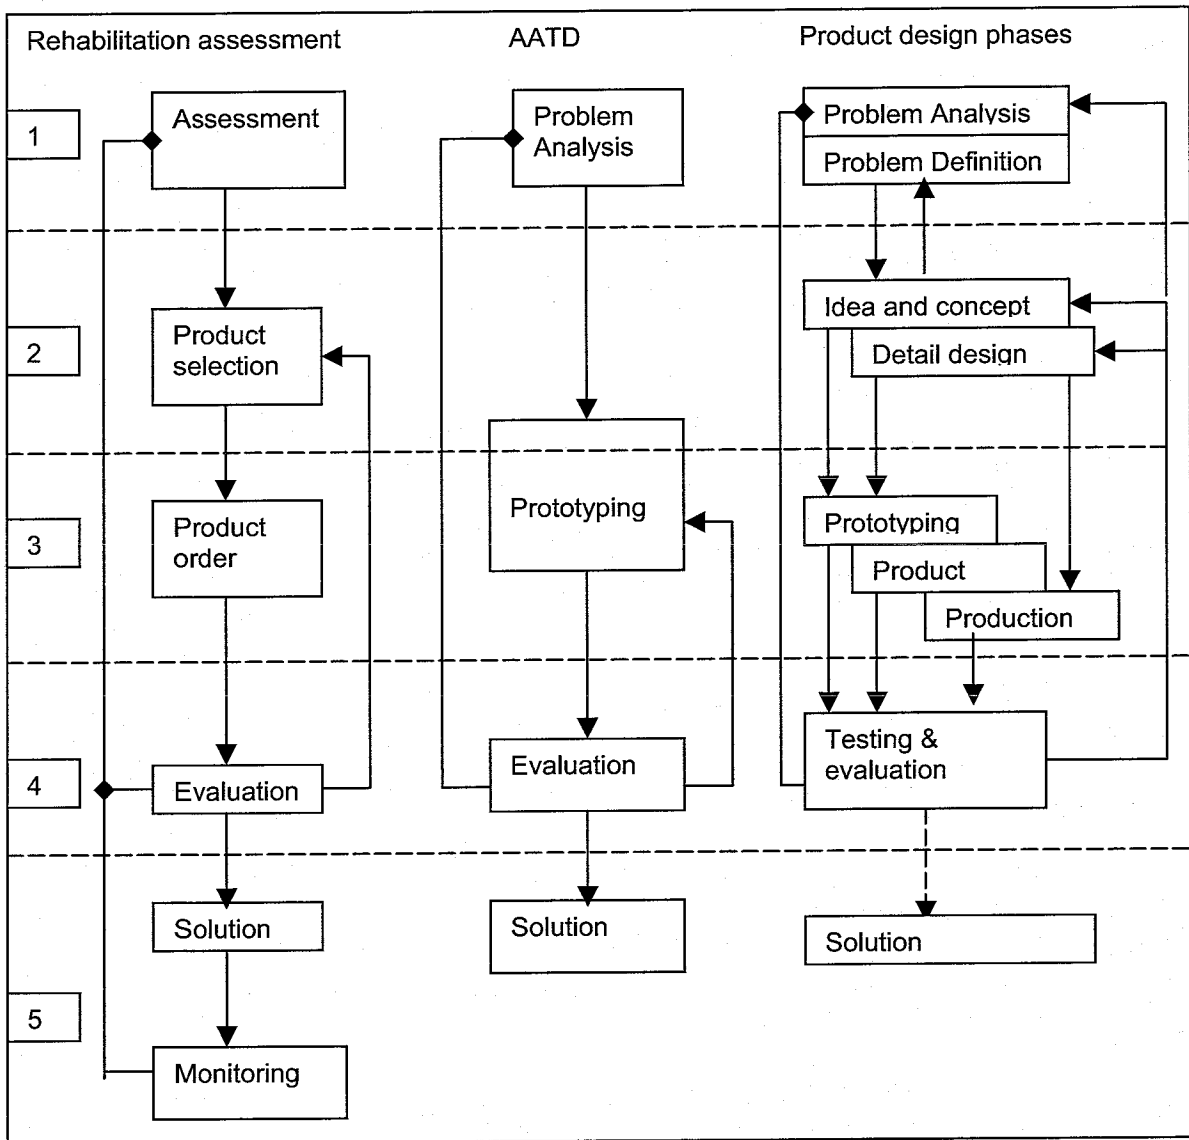 Rehabilitation assessment
AATD
Product design phases
1
Assessment
Problem
Analysis
Problem Analysis
Problem Definition
2
Product
selection
Idea and concept
Detail design
3
Product
order
Prototyping
Prototyping
Product
Production
4
Evaluation
Evaluation
Testing &
evaluation
5
Solution
Solution
Solution
Monitoring